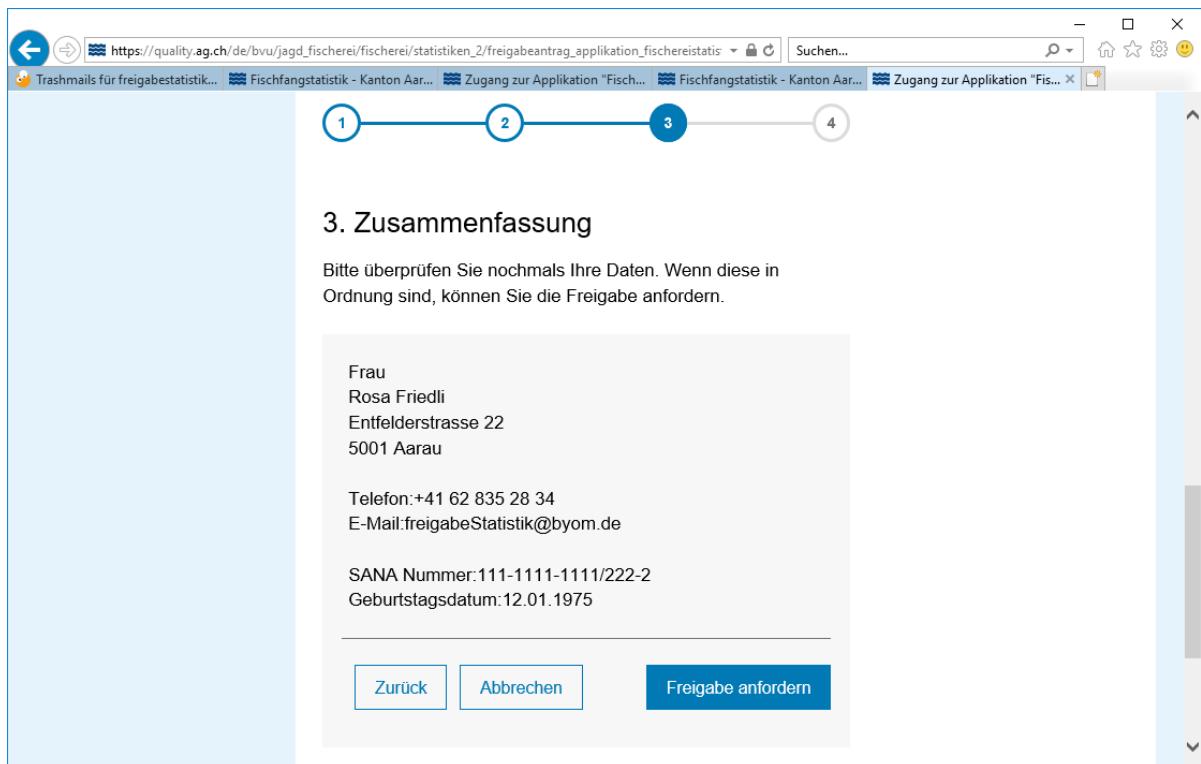 https://quality.ag.ch/de/bvu/jagd_fischerei/fischerei/statistiken_2/freigabeantrag_applikation_fischereistatis
Suchen...
Trashmails für freigabestatistik...
Fischfangstatistik - Kanton Aar...
Zugang zur Applikation "Fisch...
Fischfangstatistik - Kanton Aar...
Zugang zur Applikation "Fis...
1
2
3
4
3. Zusammenfassung
Bitte überprüfen Sie nochmals Ihre Daten. Wenn diese in
Ordnung sind, können Sie die Freigabe anfordern.
Frau
Rosa Friedli
Entfelderstrasse 22
5001 Aarau
Telefon:+41 62 835 28 34
E-Mail:freigabeStatistik@byom.de
SANA Nummer:111-1111-1111/222-2
Geburtstagsdatum:12.01.1975
Zurück
Abbrechen
Freigabe anfordern